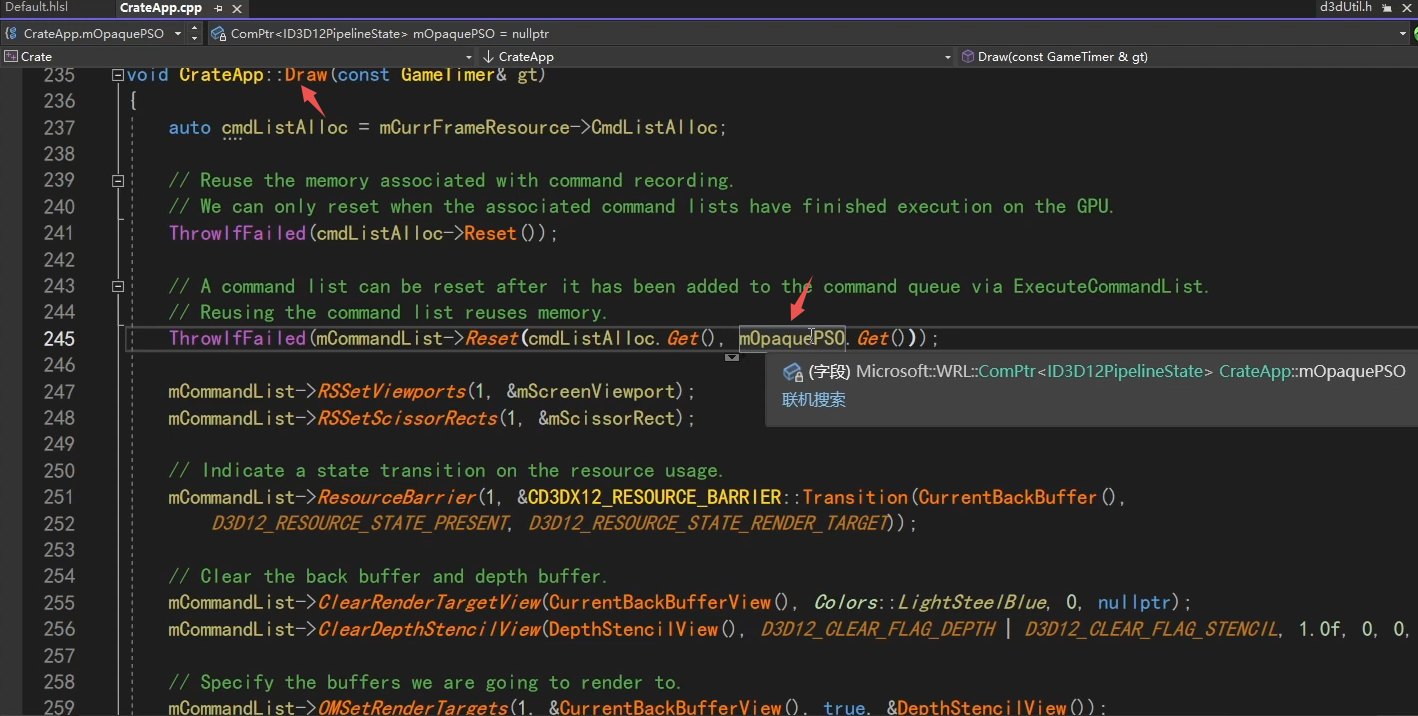 Default.hlsl CrateApp.cpp d3dUtil.h
CrateApp.mOpaquePSO ComPtr<ID3D12PipelineState> mOpaquePSO = nullptr
Crate CrateApp Draw(const GameTimer& gt)
235 void CrateApp::Draw(const GameTimer& gt)
236 {
237 auto cmdListAlloc = mCurrFrameResource->CmdListAlloc;
238
239 // Reuse the memory associated with command recording.
240 // We can only reset when the associated command lists have finished execution on the GPU.
241 ThrowIfFailed(cmdListAlloc->Reset());
242
243 // A command list can be reset after it has been added to the command queue via ExecuteCommandList.
244 // Reusing the command list reuses memory.
245 ThrowIfFailed(mCommandList->Reset(cmdListAlloc.Get(), mOpaquePSO.Get()));
246
(字段) Microsoft::WRL::ComPtr<ID3D12PipelineState> CrateApp::mOpaquePSO
联机搜索
247 mCommandList->RSSetViewports(1, &mScreenViewport);
248 mCommandList->RSSetScissorRects(1, &mScissorRect);
249
250 // Indicate a state transition on the resource usage.
251 mCommandList->ResourceBarrier(1, &CD3DX12_RESOURCE_BARRIER::Transition(CurrentBackBuffer(),
252 D3D12_RESOURCE_STATE_PRESENT, D3D12_RESOURCE_STATE_RENDER_TARGET));
253
254 // Clear the back buffer and depth buffer.
255 mCommandList->ClearRenderTargetView(CurrentBackBufferView(), Colors::LightSteelBlue, 0, nullptr);
256 mCommandList->ClearDepthStencilView(DepthStencilView(), D3D12_CLEAR_FLAG_DEPTH | D3D12_CLEAR_FLAG_STENCIL, 1.0f, 0, 0,
257
258 // Specify the buffers we are going to render to.
259 mCommandList->OMSetRenderTargets(1, &CurrentBackBufferView(), true, &DepthStencilView());